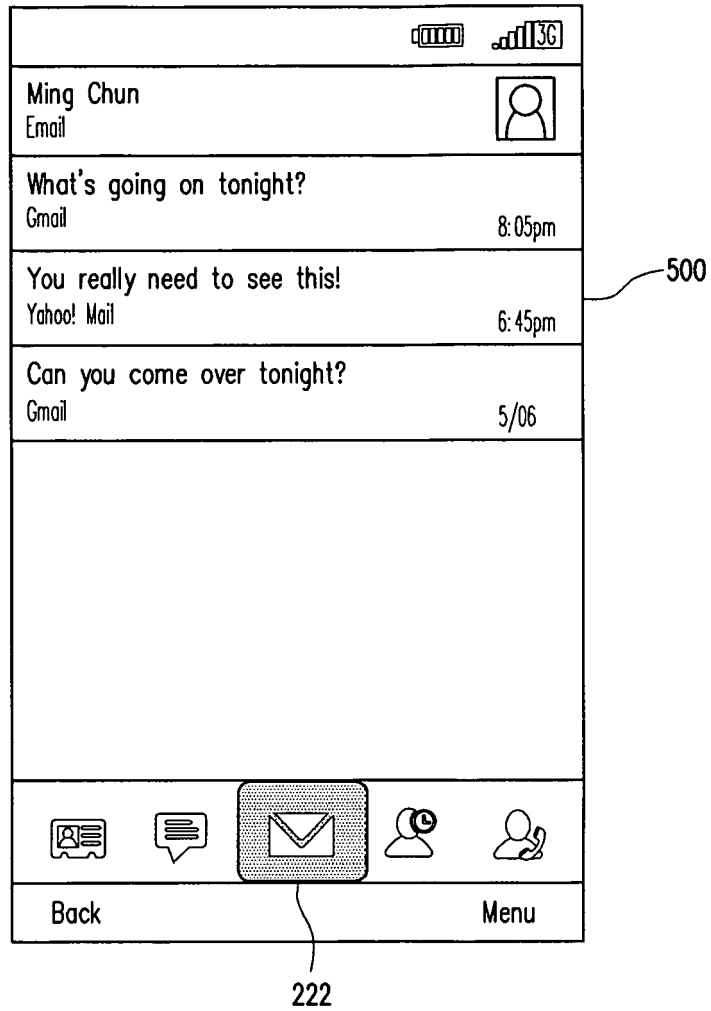 3G
Ming Chun
Email
What's going on tonight?
Gmail
8:05pm
You really need to see this!
Yahoo! Mail
6:45pm
500
Can you come over tonight?
Gmail
5/06
Back
Menu
222